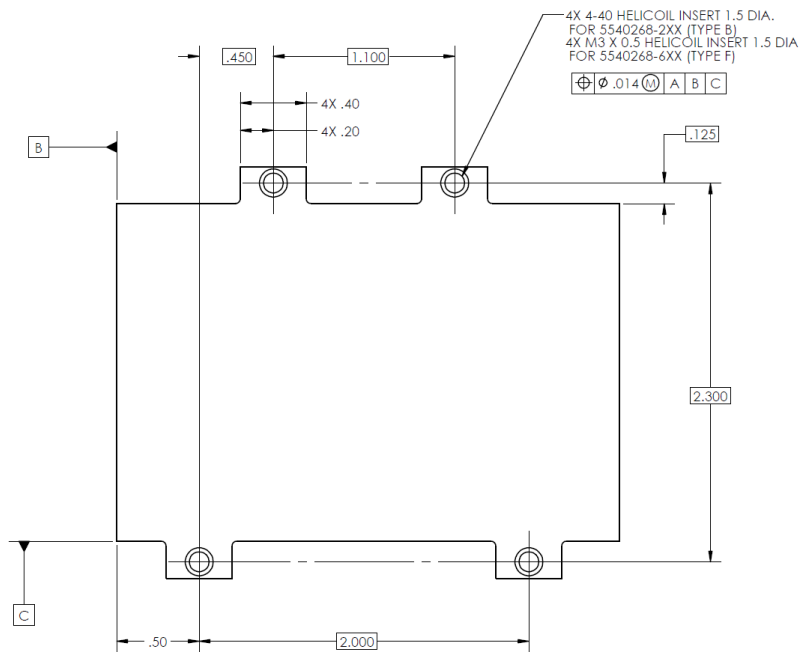 4X 4-40 HELICOIL INSERT 1.5 DIA.
FOR 5540268-2XX (TYPE B)
4X M3 X 0.5 HELICOIL INSERT 1.5 DIA
FOR 5540268-6XX (TYPE F)
⌖ Ø .014 Ⓜ A B C
.450
1.100
4X .40
4X .20
.125
B
2.300
C
.50
2.000